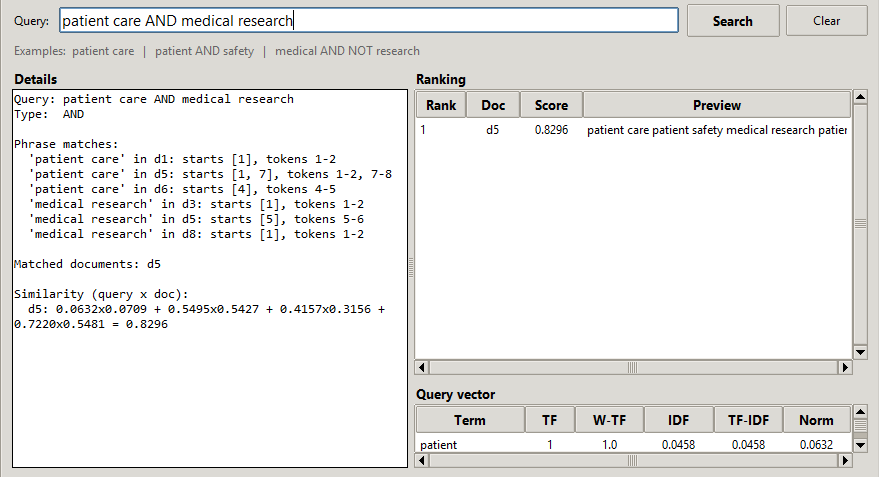 Query: patient care AND medical research Search Clear
Examples: patient care | patient AND safety | medical AND NOT research
Details
Query: patient care AND medical research
Type: AND
Phrase matches:
'patient care' in d1: starts [1], tokens 1-2
'patient care' in d5: starts [1, 7], tokens 1-2, 7-8
'patient care' in d6: starts [4], tokens 4-5
'medical research' in d3: starts [1], tokens 1-2
'medical research' in d5: starts [5], tokens 5-6
'medical research' in d8: starts [1], tokens 1-2
Matched documents: d5
Similarity (query x doc):
d5: 0.0632x0.0709 + 0.5495x0.5427 + 0.4157x0.3156 +
0.7220x0.5481 = 0.8296
Ranking
Rank Doc Score Preview
1 d5 0.8296 patient care patient safety medical research patier
Query vector
Term TF W-TF IDF TF-IDF Norm
patient 1 1.0 0.0458 0.0458 0.0632